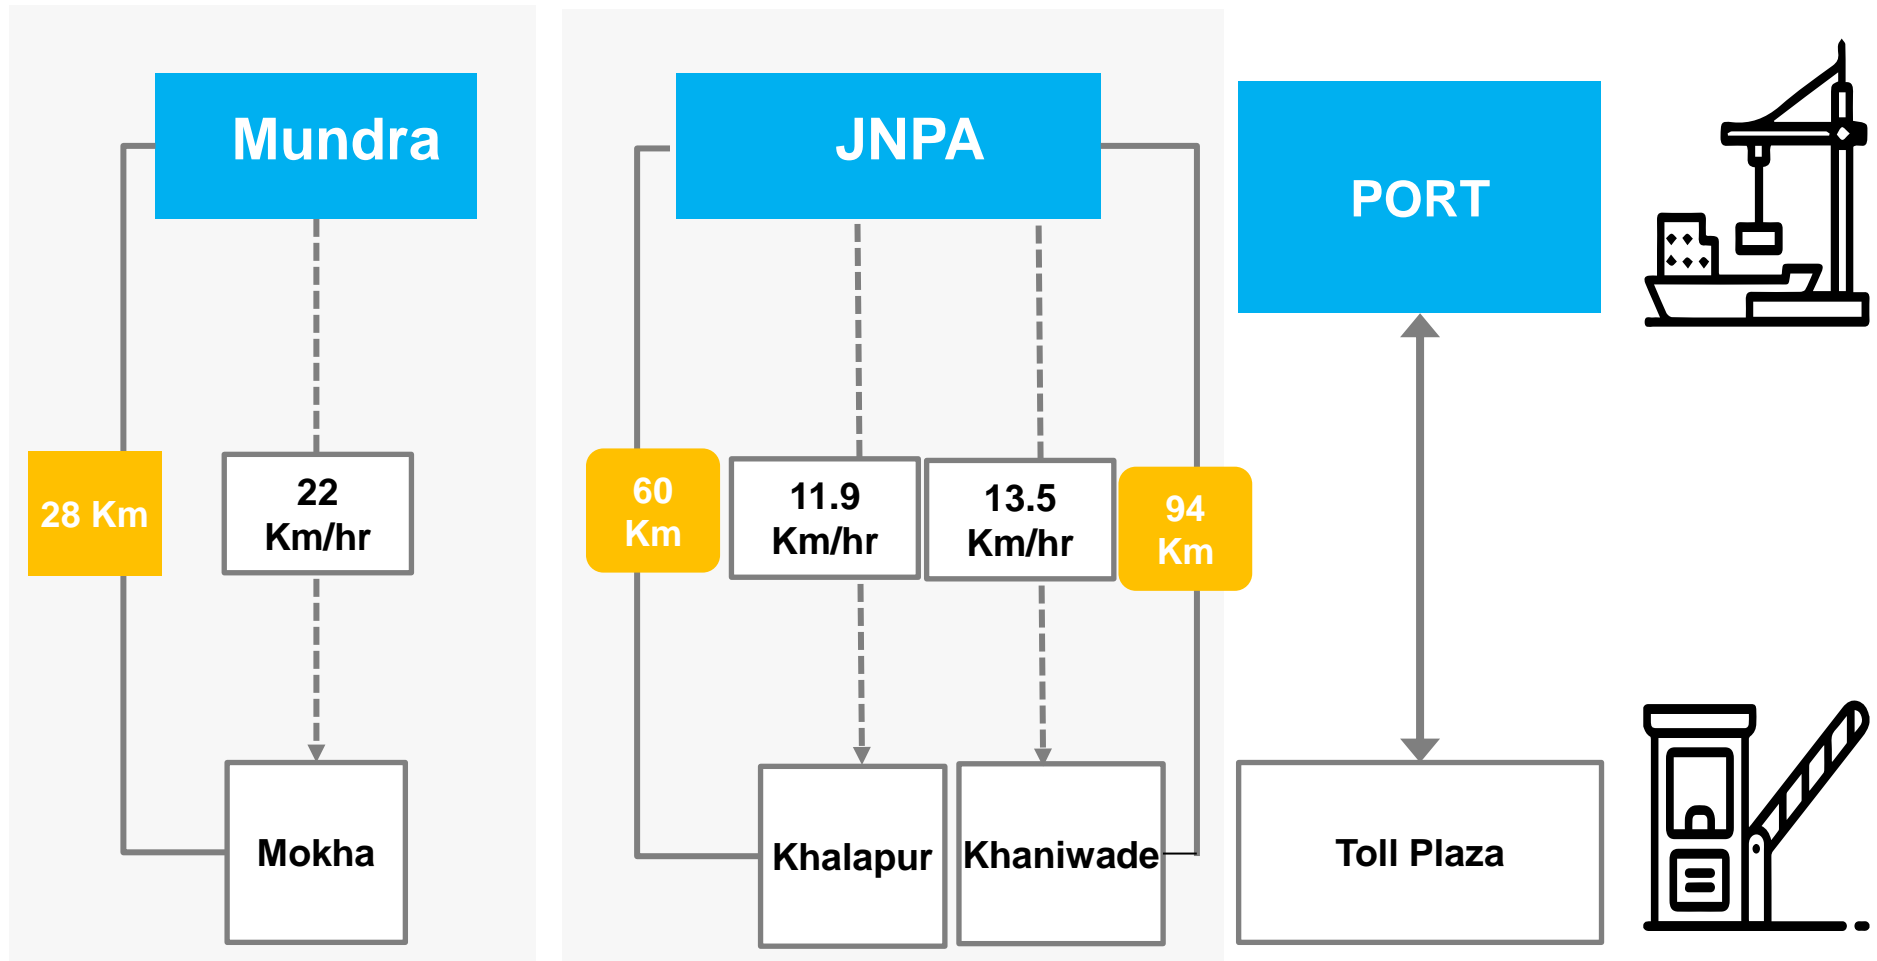 Mundra
JNPA
PORT
28 Km
22
Km/hr
60
Km
11.9
Km/hr
13.5
Km/hr
94
Km
Mokha
Khalapur
Khaniwade
Toll Plaza